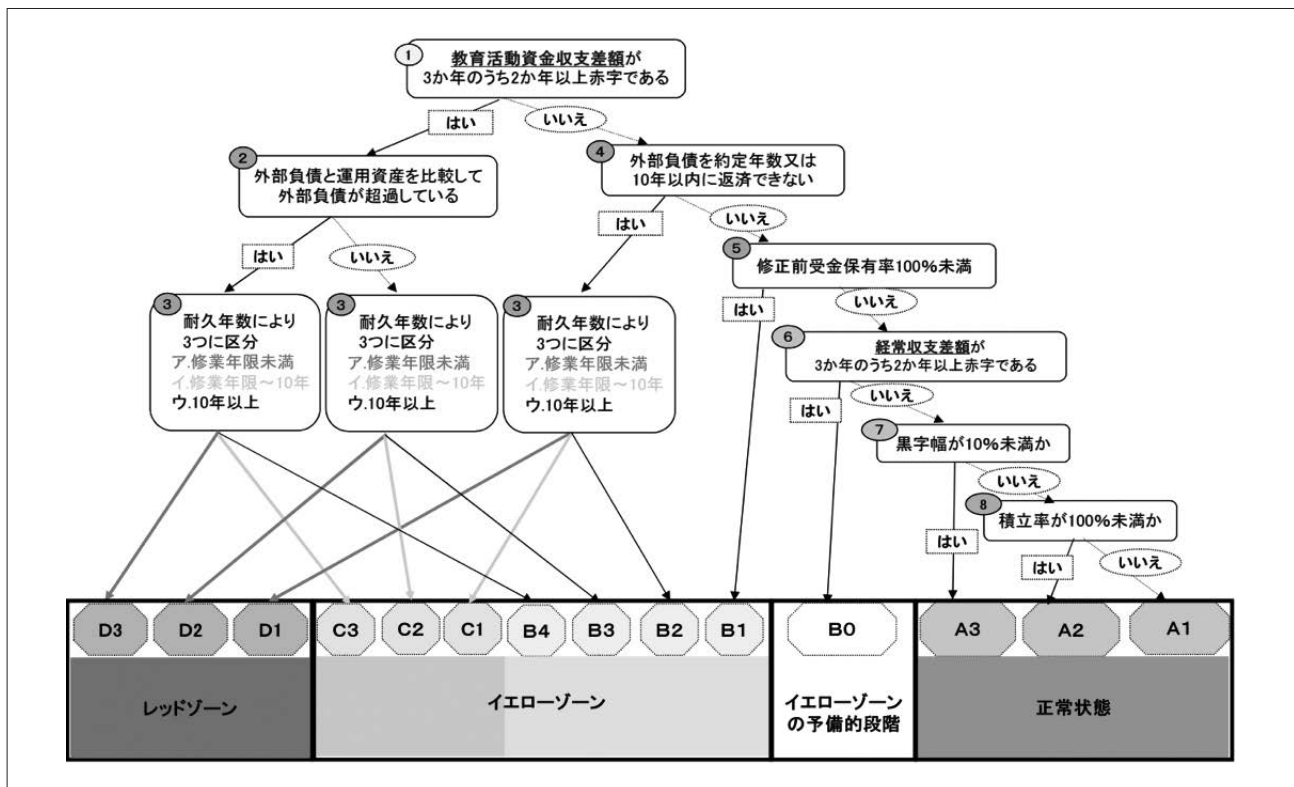 1
教育活動資金収支差額が
3か年のうち2か年以上赤字である
はい
いいえ
2
外部負債と運用資産を比較して
外部負債が超過している
4
外部負債を約定年数又は
10年以内に返済できない
はい
いいえ
はい
いいえ
5
修正前受金保有率100%未満
はい
いいえ
3
耐久年数により
3つに区分
ア.修業年限未満
イ.修業年限～10年
ウ.10年以上
3
耐久年数により
3つに区分
ア.修業年限未満
イ.修業年限～10年
ウ.10年以上
3
耐久年数により
3つに区分
ア.修業年限未満
イ.修業年限～10年
ウ.10年以上
6
経常収支差額が
3か年のうち2か年以上赤字である
はい
いいえ
7
黒字幅が10%未満か
はい
いいえ
8
積立率が100%未満か
はい
いいえ
D3
D2
D1
C3
C2
C1
B4
B3
B2
B1
B0
A3
A2
A1
レッドゾーン
イエローゾーン
イエローゾーン
の予備的段階
正常状態